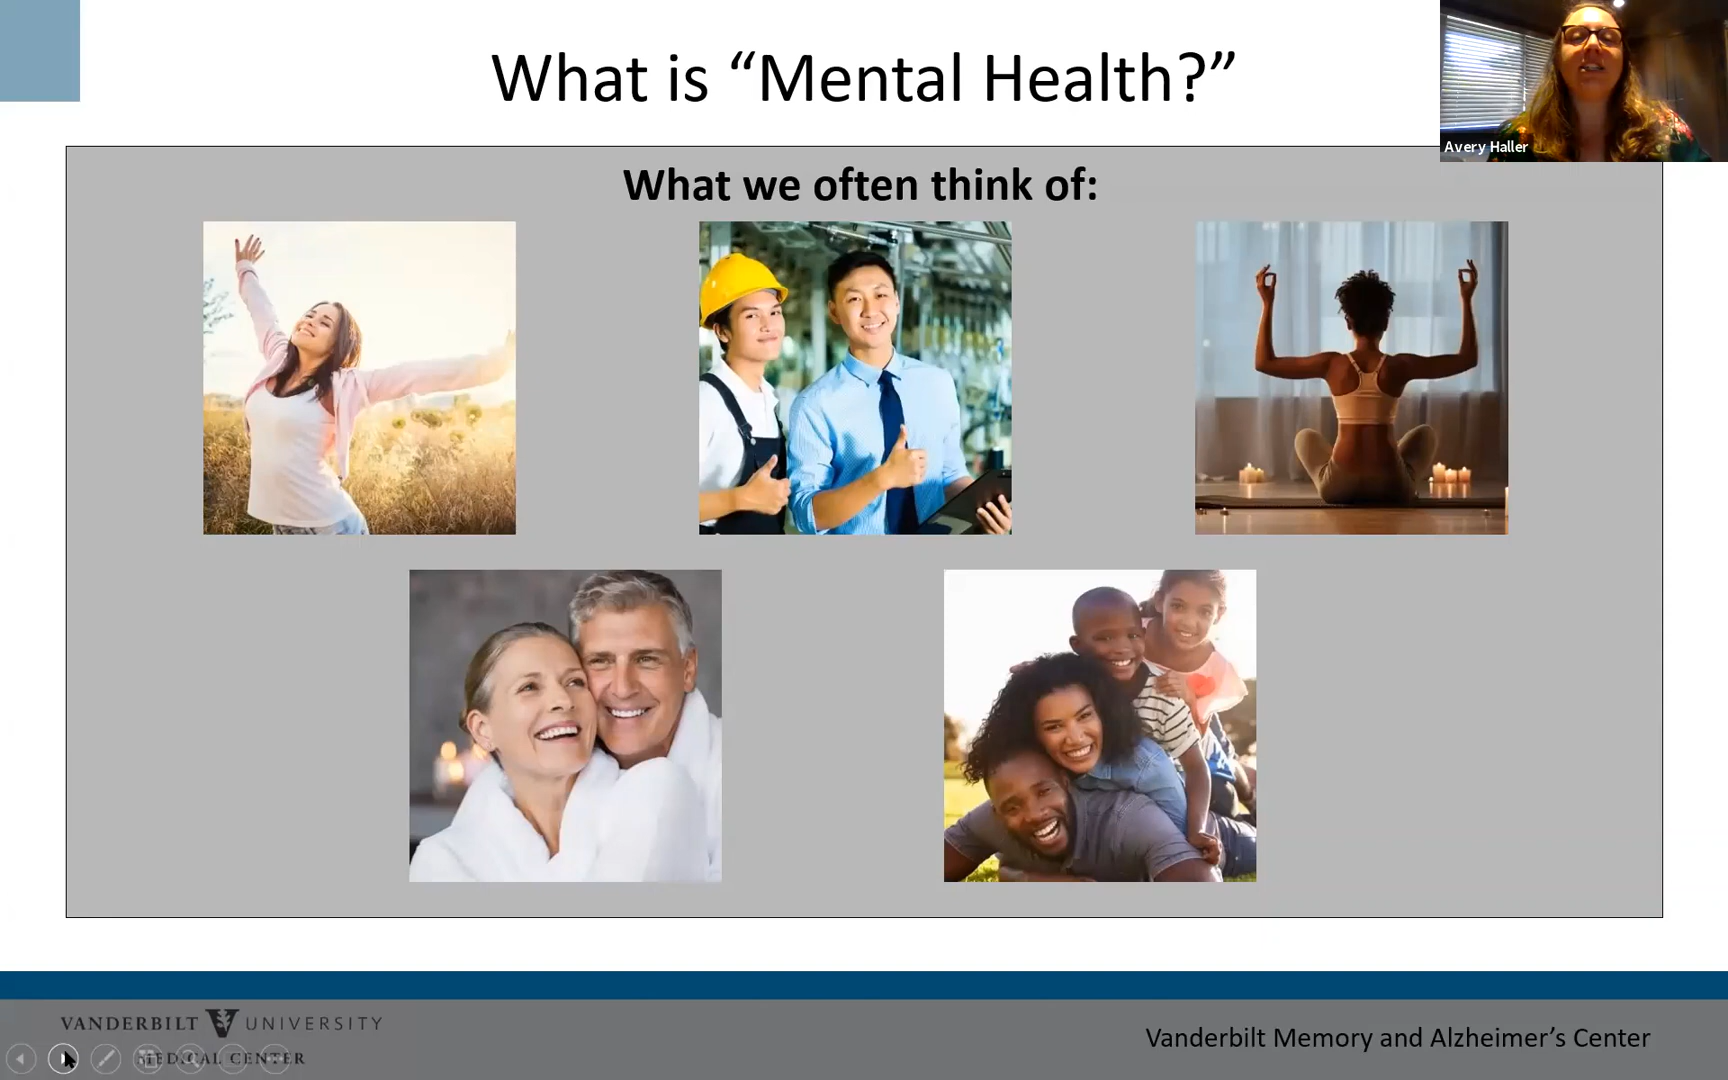 What is “Mental Health?”
Avery Haller
What we often think of:
VANDERBILT UNIVERSITY
MEDICAL CENTER
Vanderbilt Memory and Alzheimer’s Center